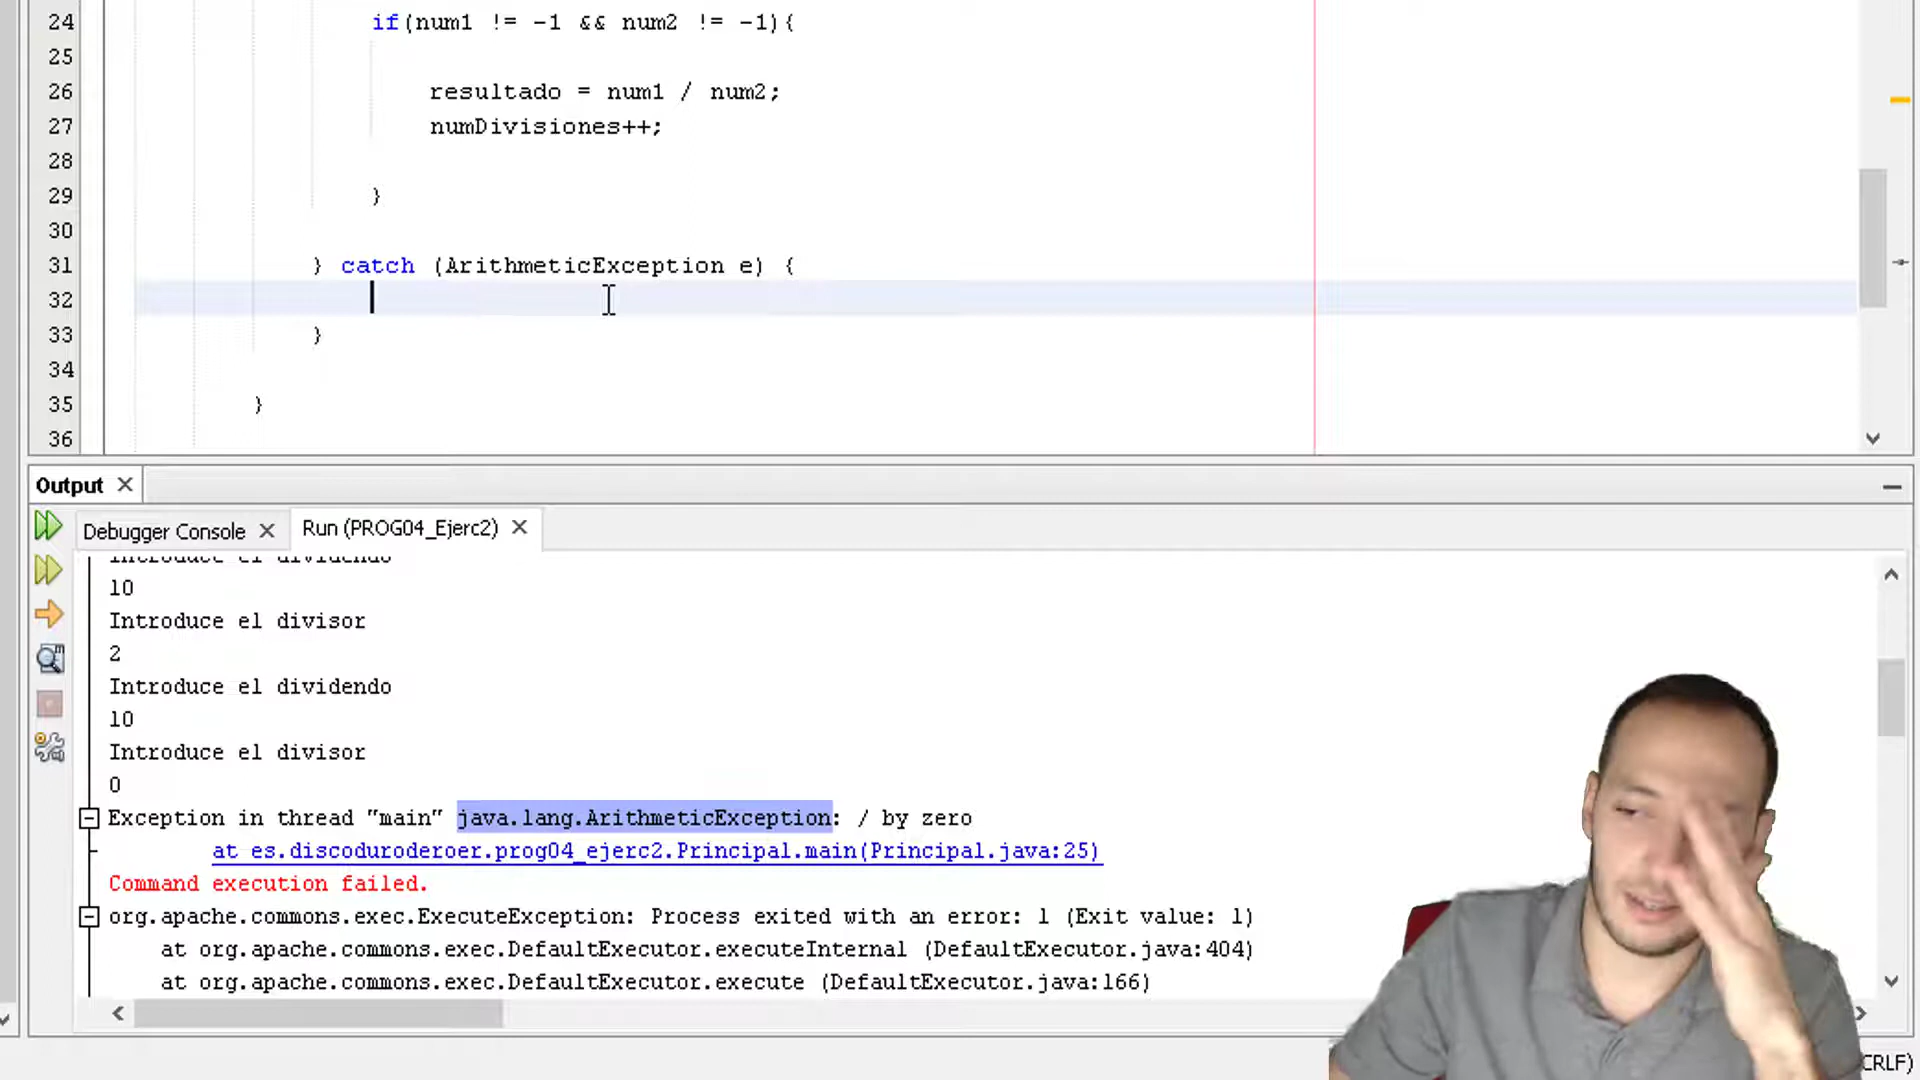 24 if(num1 != -1 && num2 != -1){
25
26 resultado = num1 / num2;
27 numDivisiones++;
28
29 }
30
31 } catch (ArithmeticException e) {
32
33 }
34
35 }
36
Output
Debugger Console
Run (PROG04_Ejerc2)
Introduce el dividendo
10
Introduce el divisor
2
Introduce el dividendo
10
Introduce el divisor
0
Exception in thread "main" java.lang.ArithmeticException: / by zero
at es.discoduroderoer.prog04_ejerc2.Principal.main(Principal.java:25)
Command execution failed.
org.apache.commons.exec.ExecuteException: Process exited with an error: 1 (Exit value: 1)
at org.apache.commons.exec.DefaultExecutor.executeInternal (DefaultExecutor.java:404)
at org.apache.commons.exec.DefaultExecutor.execute (DefaultExecutor.java:166)
CRLF)